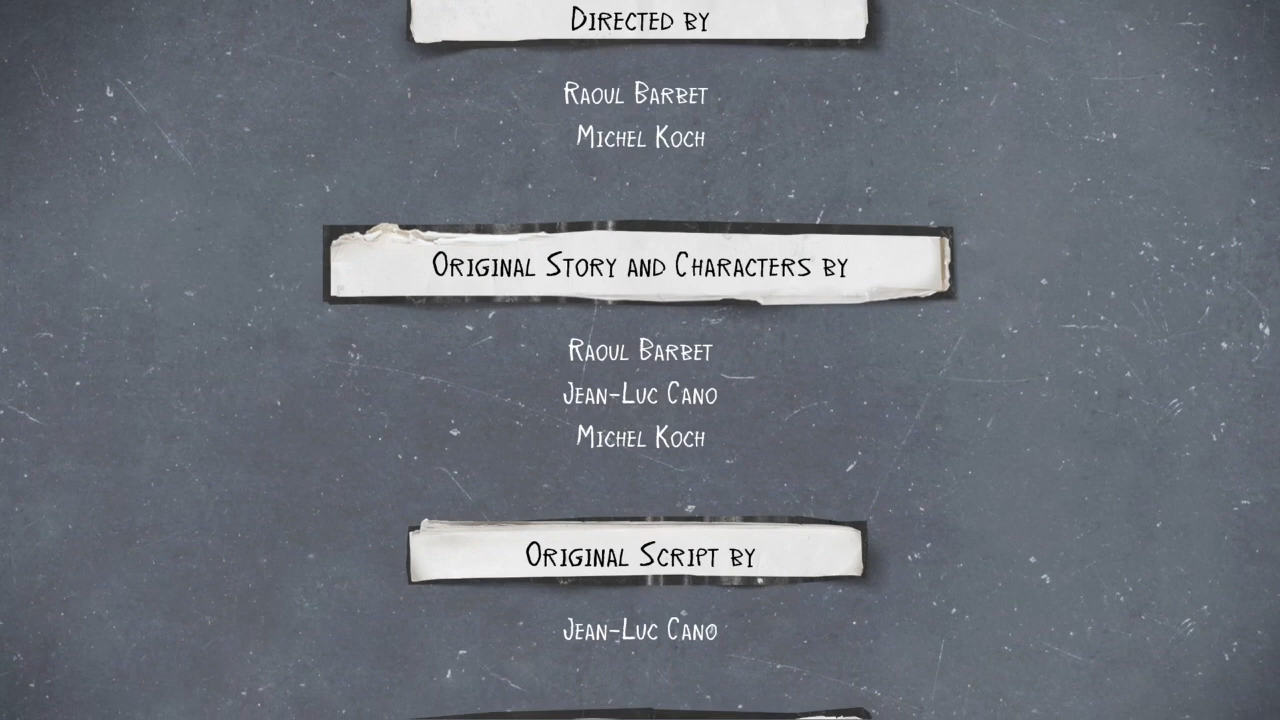 Directed by
Raoul Barbet
Michel Koch
Original Story and Characters by
Raoul Barbet
Jean-Luc Cano
Michel Koch
Original Script by
Jean-Luc Cano